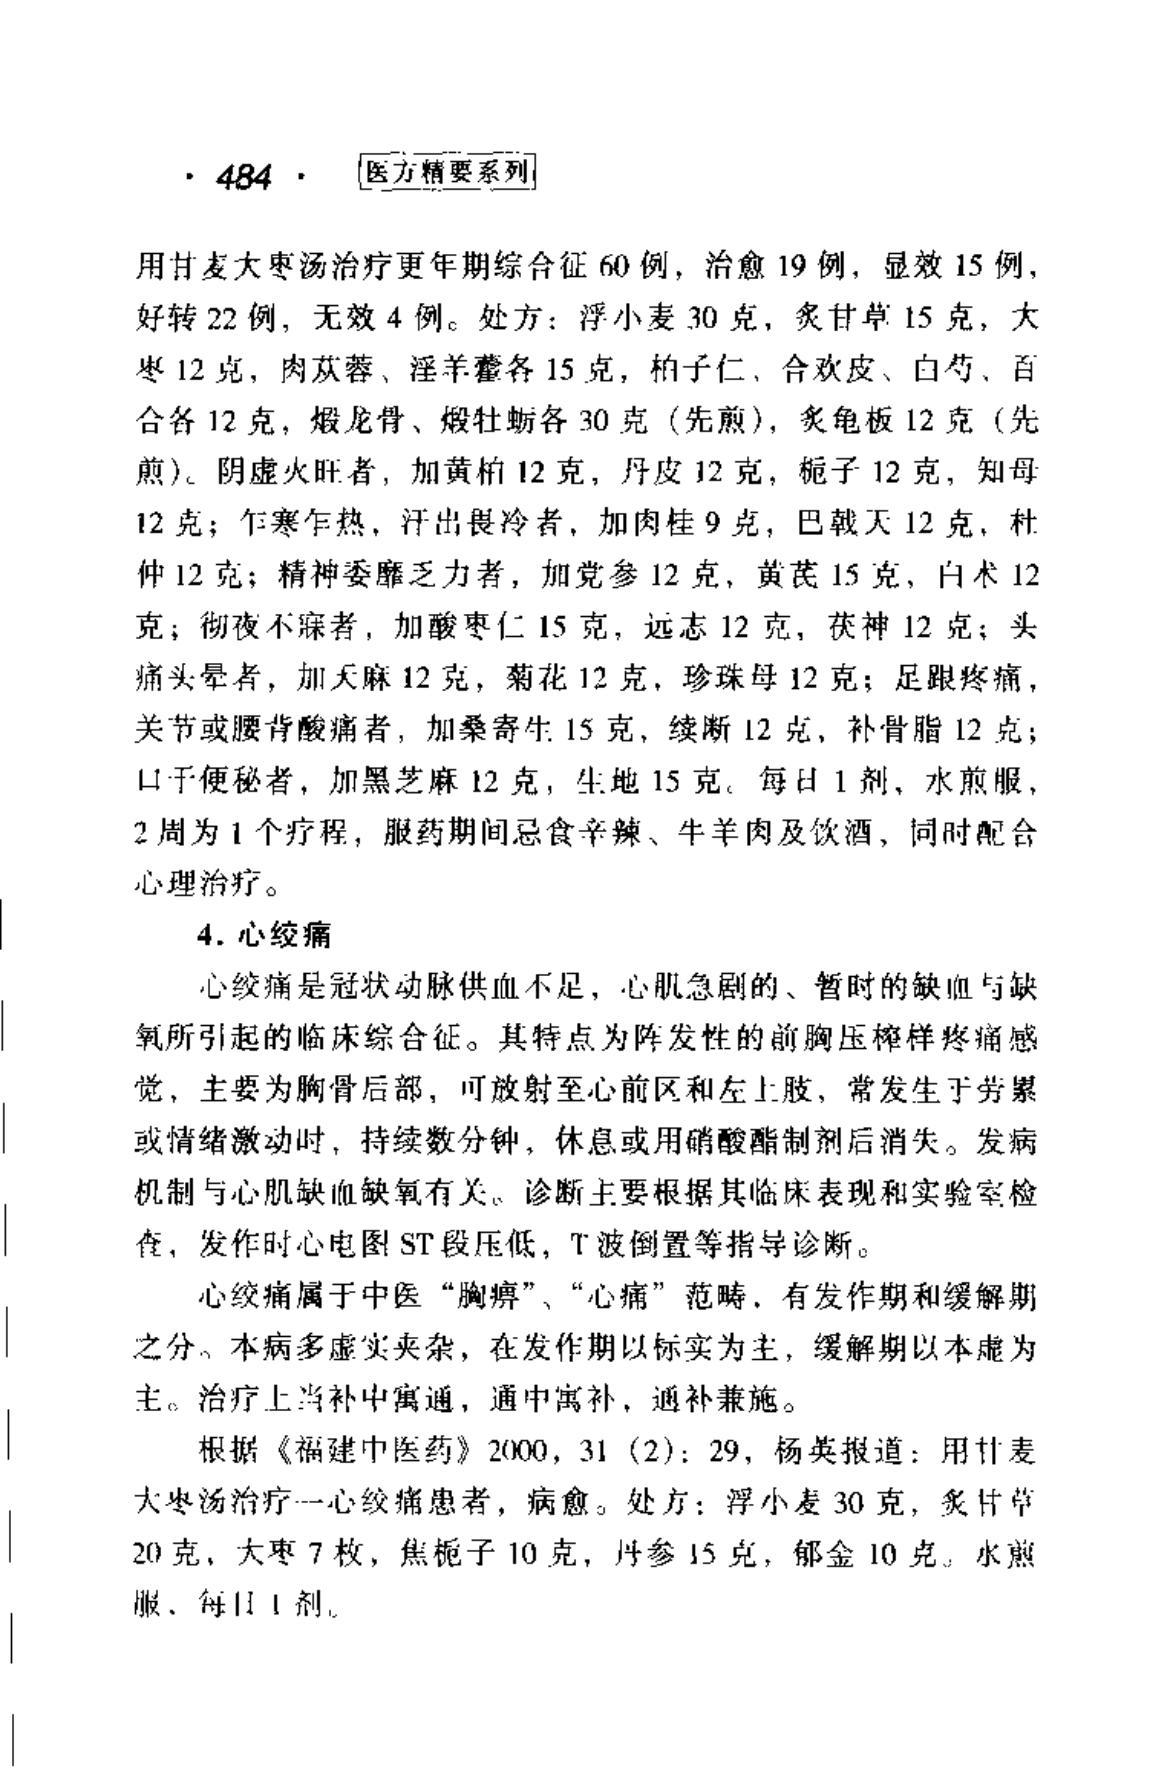 · 484 · 医方精要系列
用甘麦大枣汤治疗更年期综合征 60 例，治愈 19 例，显效 15 例，
好转 22 例，无效 4 例。处方：浮小麦 30 克，炙甘草 15 克，大
枣 12 克，肉苁蓉、淫羊藿各 15 克，柏子仁、合欢皮、白芍、百
合各 12 克，煅龙骨、煅牡蛎各 30 克（先煎），炙龟板 12 克（先
煎）。阴虚火旺者，加黄柏 12 克，丹皮 12 克，栀子 12 克，知母
12 克；乍寒乍热，汗出畏冷者，加肉桂 9 克，巴戟天 12 克，杜
仲 12 克；精神委靡乏力者，加党参 12 克，黄芪 15 克，白术 12
克；彻夜不寐者，加酸枣仁 15 克，远志 12 克，茯神 12 克；头
痛头晕者，加天麻 12 克，菊花 12 克，珍珠母 12 克；足跟疼痛，
关节或腰背酸痛者，加桑寄生 15 克，续断 12 克，补骨脂 12 克；
口干便秘者，加黑芝麻 12 克，生地 15 克。每日 1 剂，水煎服，
2 周为 1 个疗程，服药期间忌食辛辣、牛羊肉及饮酒，同时配合
心理治疗。
4. 心绞痛
心绞痛是冠状动脉供血不足，心肌急剧的、暂时的缺血与缺
氧所引起的临床综合征。其特点为阵发性的前胸压榨样疼痛感
觉，主要为胸骨后部，可放射至心前区和左上肢，常发生于劳累
或情绪激动时，持续数分钟，休息或用硝酸酯制剂后消失。发病
机制与心肌缺血缺氧有关。诊断主要根据其临床表现和实验室检
查，发作时心电图 ST 段压低，T 波倒置等指导诊断。
心绞痛属于中医“胸痹”、“心痛”范畴，有发作期和缓解期
之分。本病多虚实夹杂，在发作期以标实为主，缓解期以本虚为
主。治疗上当补中寓通，通中寓补，通补兼施。
根据《福建中医药》2000，31（2）：29，杨英报道：用甘麦
大枣汤治疗一心绞痛患者，病愈。处方：浮小麦 30 克，炙甘草
20 克，大枣 7 枚，焦栀子 10 克，丹参 15 克，郁金 10 克。水煎
服，每日 1 剂。